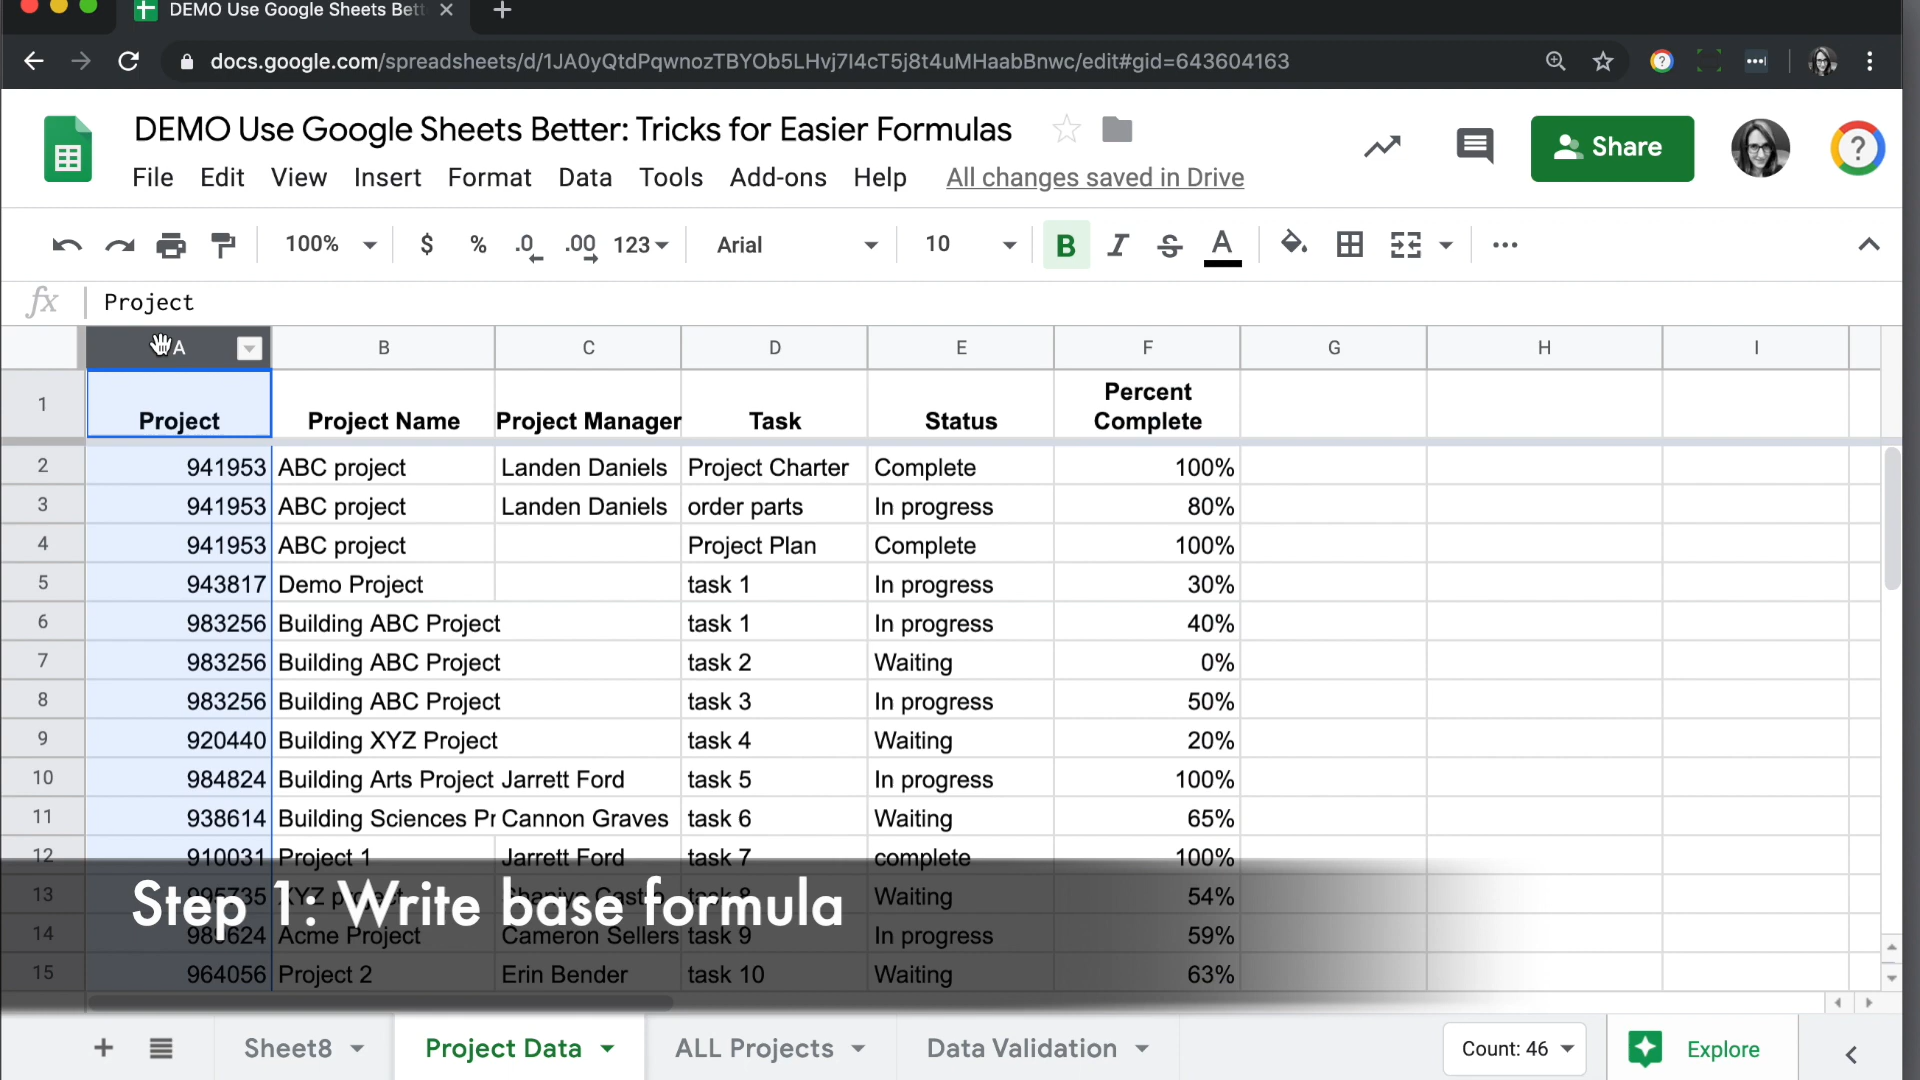 DEMO Use Google Sheets Bett
docs.google.com/spreadsheets/d/1JA0yQtdPqwnozTBYOb5LHvj7I4cT5j8t4uMHaabBnwc/edit#gid=643604163
DEMO Use Google Sheets Better: Tricks for Easier Formulas
Share
File Edit View Insert Format Data Tools Add-ons Help All changes saved in Drive
100% $ % .0 .00 123 Arial 10 B I S A
fx Project
A B C D E F G H I
1 Project Project Name Project Manager Task Status Percent Complete
2 941953 ABC project Landen Daniels Project Charter Complete 100%
3 941953 ABC project Landen Daniels order parts In progress 80%
4 941953 ABC project Project Plan Complete 100%
5 943817 Demo Project task 1 In progress 30%
6 983256 Building ABC Project task 1 In progress 40%
7 983256 Building ABC Project task 2 Waiting 0%
8 983256 Building ABC Project task 3 In progress 50%
9 920440 Building XYZ Project task 4 Waiting 20%
10 984824 Building Arts Project Jarrett Ford task 5 In progress 100%
11 938614 Building Sciences Pr Cannon Graves task 6 Waiting 65%
12 910031 Project 1 Jarrett Ford task 7 complete 100%
13 995735 XYZ project task 8 Waiting 54%
Step 1: Write base formula
14 Acme Project Cameron Sellers task 9 In progress 59%
15 964056 Project 2 Erin Bender task 10 Waiting 63%
Sheet8 Project Data ALL Projects Data Validation Count: 46 Explore